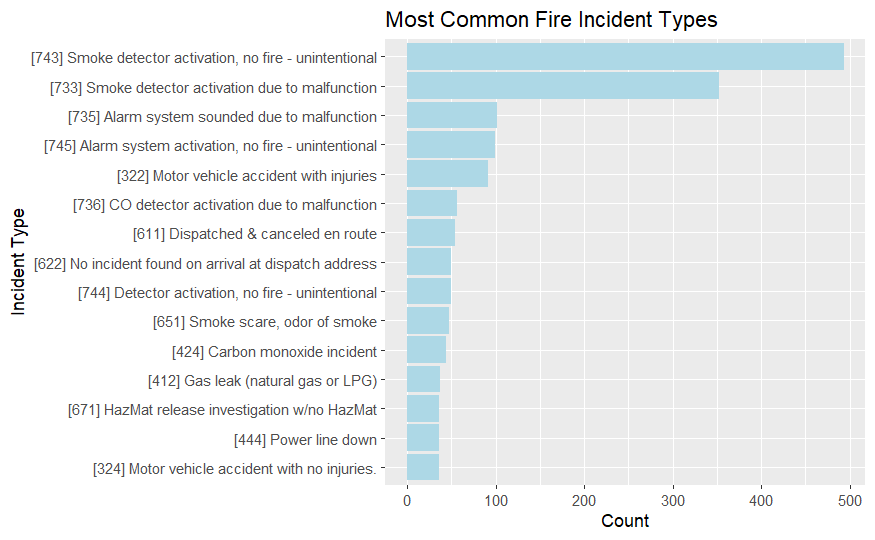 Most Common Fire Incident Types
Incident Type
[743] Smoke detector activation, no fire - unintentional
[733] Smoke detector activation due to malfunction
[735] Alarm system sounded due to malfunction
[745] Alarm system activation, no fire - unintentional
[322] Motor vehicle accident with injuries
[736] CO detector activation due to malfunction
[611] Dispatched & canceled en route
[622] No incident found on arrival at dispatch address
[744] Detector activation, no fire - unintentional
[651] Smoke scare, odor of smoke
[424] Carbon monoxide incident
[412] Gas leak (natural gas or LPG)
[671] HazMat release investigation w/no HazMat
[444] Power line down
[324] Motor vehicle accident with no injuries.
0 100 200 300 400 500
Count